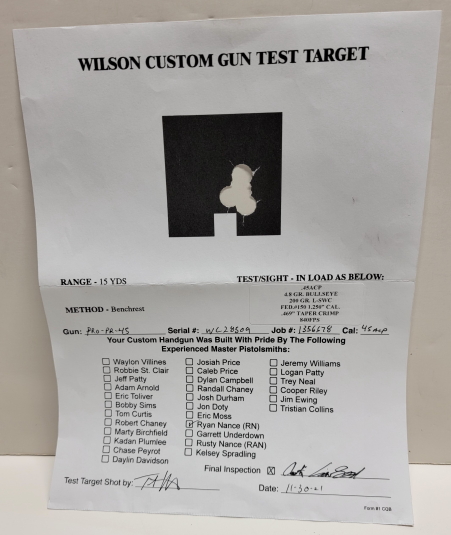 WILSON CUSTOM GUN TEST TARGET
RANGE - 15 YDS
TEST/SIGHT - IN LOAD AS BELOW:
.45ACP
4.8 GR. BULLSEYE
200 GR. L-SWC
FED.#150 1.250" CAL.
.469" TAPER CRIMP
840FPS
METHOD - Benchrest
Gun: PRO-PR-45 Serial #: WC28509 Job #: 1356678 Cal: 45 ACP
Your Custom Handgun Was Built With Pride By The Following
Experienced Master Pistolsmiths:
Waylon Villines
Robbie St. Clair
Jeff Patty
Adam Arnold
Eric Toliver
Bobby Sims
Tom Curtis
Robert Chaney
Marty Birchfield
Kadan Plumlee
Chase Peyrot
Daylin Davidson
Josiah Price
Caleb Price
Dylan Campbell
Randall Chaney
Josh Durham
Jon Doty
Eric Moss
Ryan Nance (RN)
Garrett Underdown
Rusty Nance (RAN)
Kelsey Spradling
Jeremy Williams
Logan Patty
Trey Neal
Cooper Riley
Jim Ewing
Tristian Collins
Final Inspection
Test Target Shot by:
Date: 11-30-21
Form #1 CQB